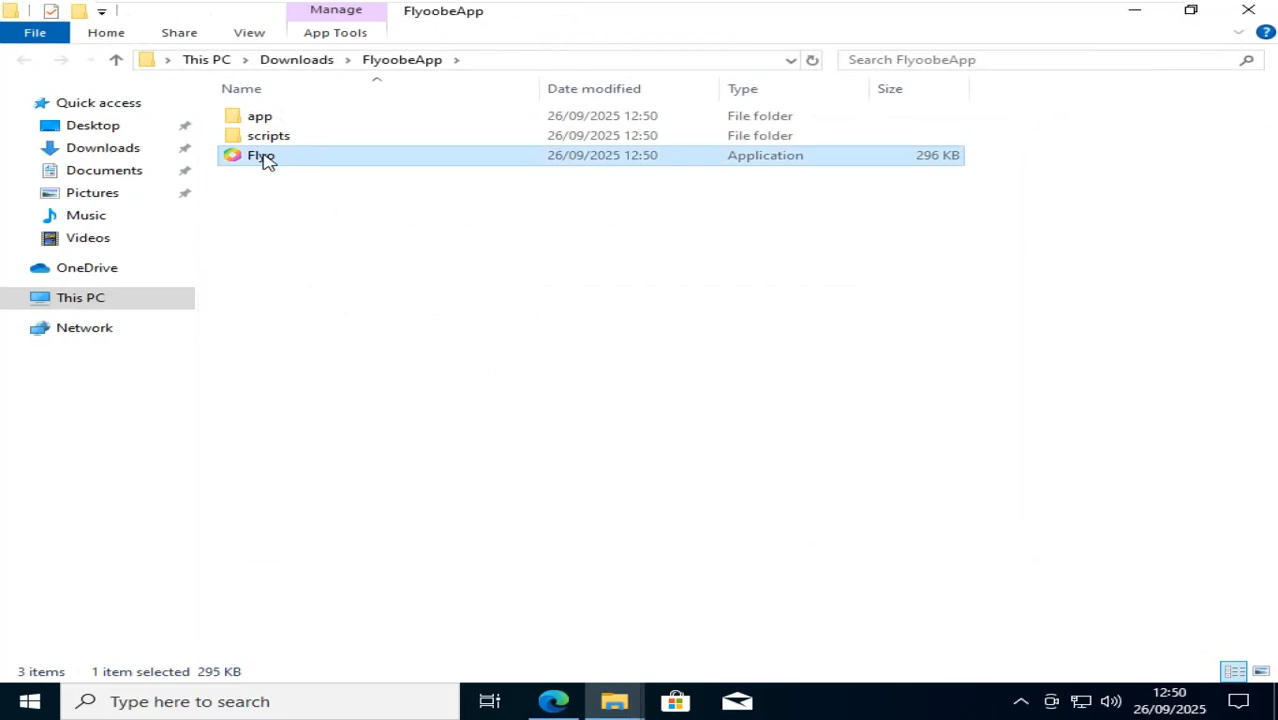 Manage
FlyoobeApp
File
Home
Share
View
App Tools
This PC
Downloads
FlyoobeApp
Search FlyoobeApp
Name
Date modified
Type
Size
app
26/09/2025 12:50
File folder
scripts
26/09/2025 12:50
File folder
26/09/2025 12:50
Application
296 KB
Quick access
Desktop
Downloads
Documents
Pictures
Music
Videos
OneDrive
This PC
Network
3 items
1 item selected 295 KB
Type here to search
12:50
26/09/2025